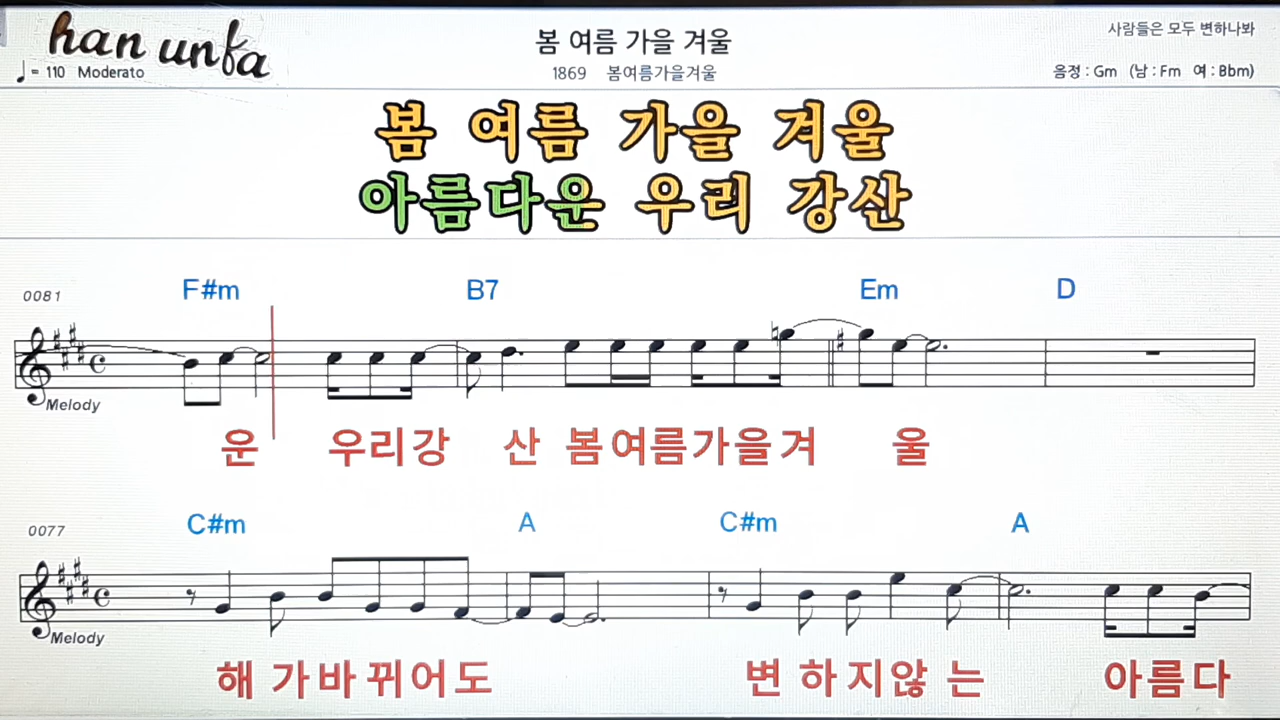 han unfa
♩= 110 Moderato
봄 여름 가을 겨울
1869 봄여름가을겨울
사람들은 모두 변하나봐
음정 : Gm (남 : Fm 여 : Bbm)
봄 여름 가을 겨울
아름다운 우리 강산
0081
F#m B7 Em D
Melody
운 우리강 산 봄여름가을겨 울
0077
C#m A C#m A
Melody
해 가바뀌어도 변하지않는 아름다